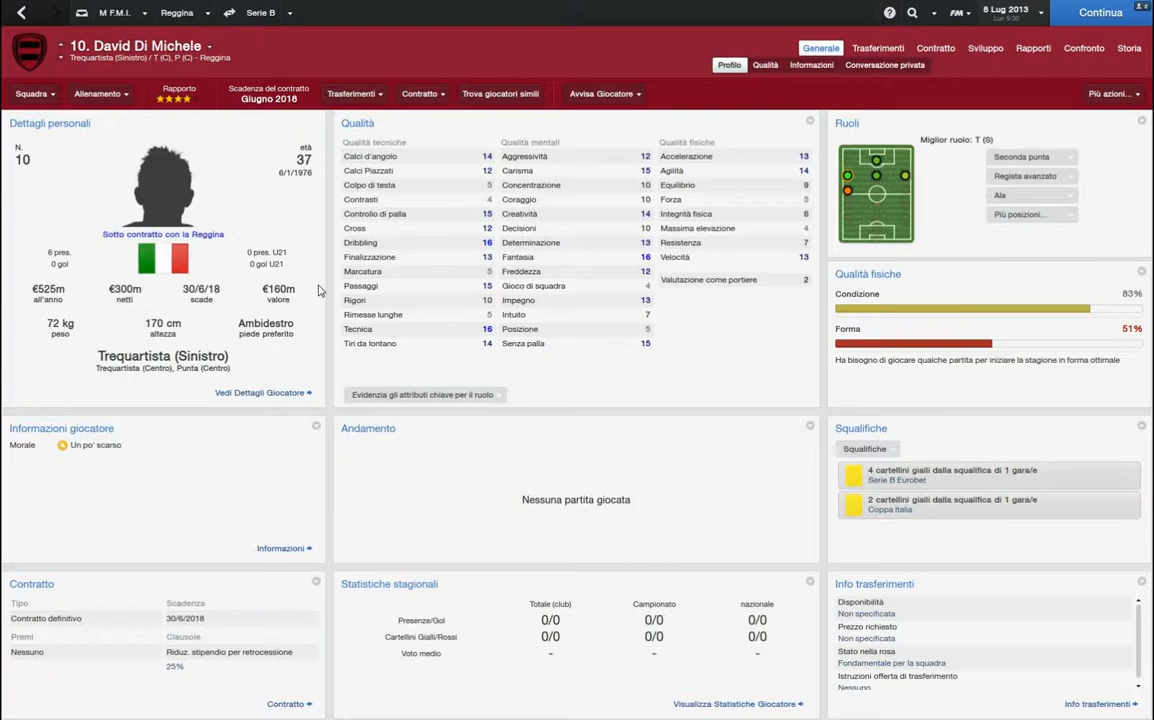 M F.M.I. Reggina Serie B FM 8 Lug 2013 Continua 2
Lun 9:00
10. David Di Michele
Trequartista (Sinistro) / T (C), P (C) - Reggina
Generale Trasferimenti Contratto Sviluppo Rapporti Confronto Storia
Profilo Qualità Informazioni Conversazione privata
Squadra Allenamento Rapporto Scadenza del contratto Giugno 2018 Trasferimenti Contratto Trova giocatori simili Avvisa Giocatore Più azioni...
Dettagli personali
N.
10
età
37
6/1/1976
Sotto contratto con la Reggina
6 pres.
0 gol
0 pres. U21
0 gol U21
€525m €300m 30/6/18 €160m
all'anno netti scade valore
72 kg 170 cm Ambidestro
peso altezza piede preferito
Trequartista (Sinistro)
Trequartista (Centro), Punta (Centro)
Vedi Dettagli Giocatore
Qualità
Qualità tecniche Qualità mentali Qualità fisiche
Calci d'angolo 14 Aggressività 12 Accelerazione 13
Calci Piazzati 12 Carisma 15 Agilità 14
Colpo di testa 5 Concentrazione 10 Equilibrio 9
Contrasti 4 Coraggio 10 Forza 5
Controllo di palla 15 Creatività 14 Integrità fisica 6
Cross 12 Decisioni 10 Massima elevazione 4
Dribbling 16 Determinazione 13 Resistenza 7
Finalizzazione 13 Fantasia 16 Velocità 13
Marcatura 5 Freddezza 12 Valutazione come portiere 2
Passaggi 15 Gioco di squadra 4
Rigori 10 Impegno 13
Rimesse lunghe 5 Intuito 7
Tecnica 16 Posizione 5
Tiri da lontano 14 Senza palla 15
Evidenzia gli attributi chiave per il ruolo
Ruoli
Miglior ruolo: T (S)
Seconda punta
Regista avanzato
Ala
Più posizioni...
Qualità fisiche
Condizione 83%
Forma 51%
Ha bisogno di giocare qualche partita per iniziare la stagione in forma ottimale
Informazioni giocatore
Morale Un po' scarso
Informazioni
Andamento
Nessuna partita giocata
Squalifiche
Squalifiche
4 cartellini gialli dalla squalifica di 1 gara/e
Serie B Eurobet
2 cartellini gialli dalla squalifica di 1 gara/e
Coppa Italia
Contratto
Tipo Scadenza
Contratto definitivo 30/6/2018
Premi Clausole
Nessuno Riduz. stipendio per retrocessione
25%
Contratto
Statistiche stagionali
Totale (club) Campionato nazionale
Presenze/Gol 0/0 0/0 0/0
Cartellini Gialli/Rossi 0/0 0/0 0/0
Voto medio - - -
Visualizza Statistiche Giocatore
Info trasferimenti
Disponibilità
Non specificata
Prezzo richiesto
Non specificata
Stato nella rosa
Fondamentale per la squadra
Istruzioni offerta di trasferimento
Nessuno
Info trasferimenti